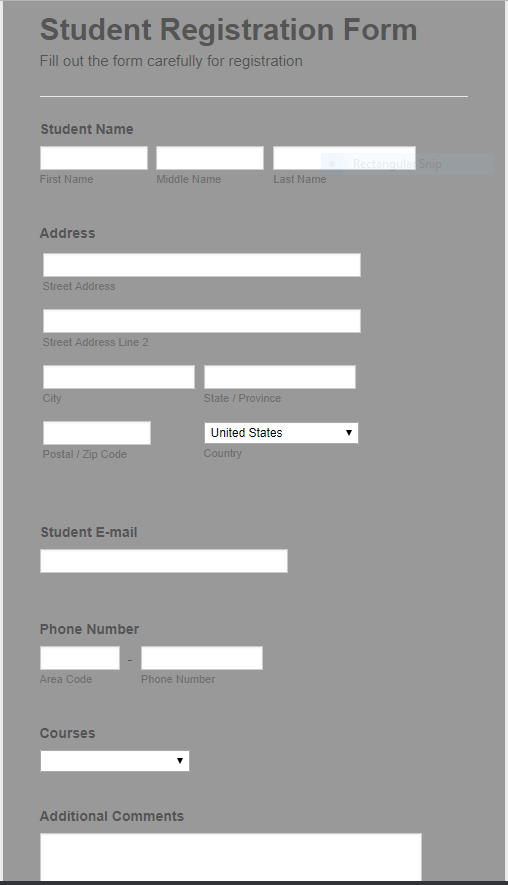 Student Registration Form
Fill out the form carefully for registration
Student Name
Rectangular Snip
First Name Middle Name Last Name
Address
Street Address
Street Address Line 2
City State / Province
United States
Postal / Zip Code Country
Student E-mail
Phone Number
-
Area Code Phone Number
Courses
Additional Comments